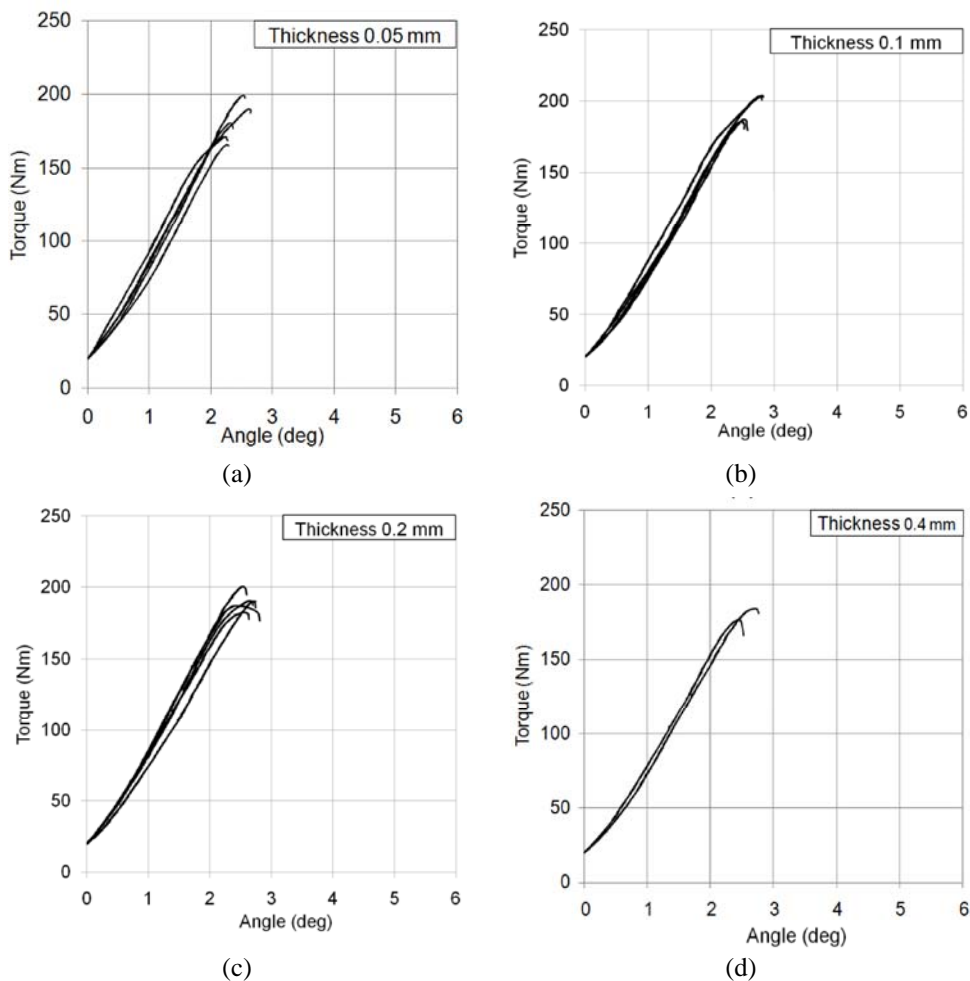 Thickness 0.05 mm
250
200
150
100
50
0
Torque (Nm)
0 1 2 3 4 5 6
Angle (deg)
(a)
Thickness 0.1 mm
250
200
150
100
50
0
Torque (Nm)
0 1 2 3 4 5 6
Angle (deg)
(b)
Thickness 0.2 mm
250
200
150
100
50
0
Torque (Nm)
0 1 2 3 4 5 6
Angle (deg)
(c)
Thickness 0.4 mm
250
200
150
100
50
0
Torque (Nm)
0 1 2 3 4 5 6
Angle (deg)
(d)